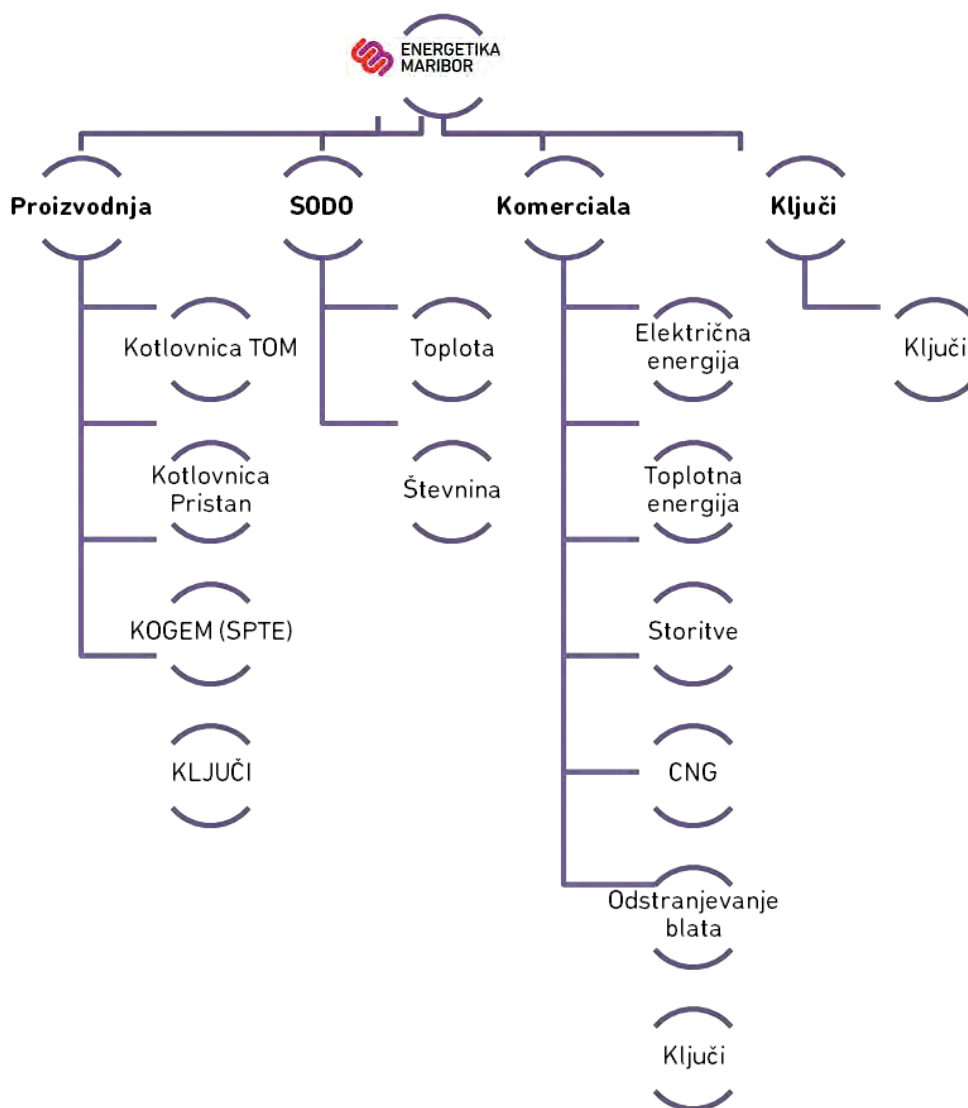 ENERGETIKA
MARIBOR
Proizvodnja
SODO
Komerciala
Ključi
Kotlovnica TOM
Toplota
Električna
energija
Ključi
Kotlovnica
Pristan
Števnina
Toplotna
energija
KOGEM (SPTE)
Storitve
KLJUČI
CNG
Odstranjevanje
blata
Ključi